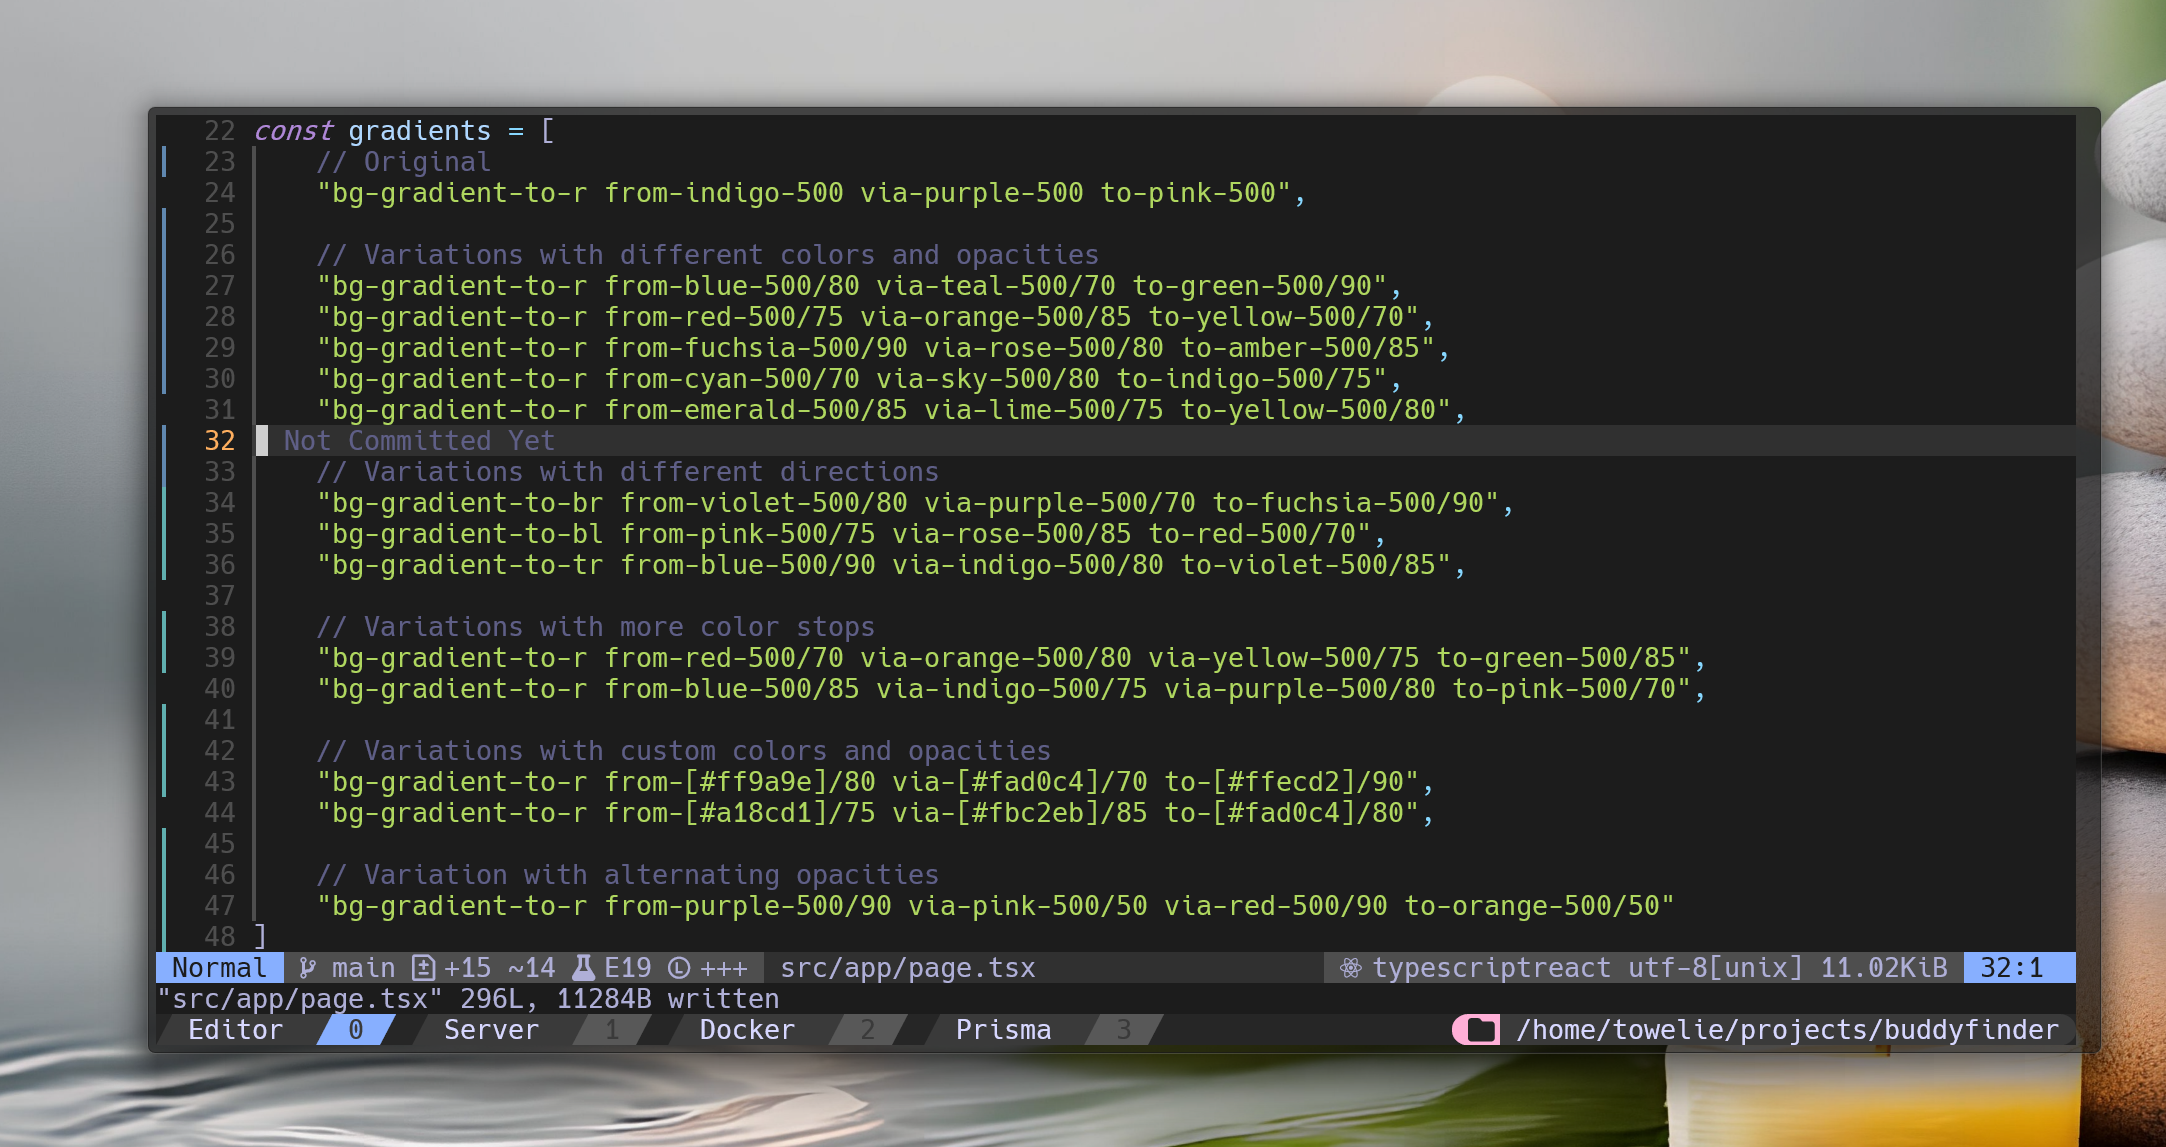 22 const gradients = [
23 // Original
24 "bg-gradient-to-r from-indigo-500 via-purple-500 to-pink-500",
25
26 // Variations with different colors and opacities
27 "bg-gradient-to-r from-blue-500/80 via-teal-500/70 to-green-500/90",
28 "bg-gradient-to-r from-red-500/75 via-orange-500/85 to-yellow-500/70",
29 "bg-gradient-to-r from-fuchsia-500/90 via-rose-500/80 to-amber-500/85",
30 "bg-gradient-to-r from-cyan-500/70 via-sky-500/80 to-indigo-500/75",
31 "bg-gradient-to-r from-emerald-500/85 via-lime-500/75 to-yellow-500/80",
32 Not Committed Yet
33 // Variations with different directions
34 "bg-gradient-to-br from-violet-500/80 via-purple-500/70 to-fuchsia-500/90",
35 "bg-gradient-to-bl from-pink-500/75 via-rose-500/85 to-red-500/70",
36 "bg-gradient-to-tr from-blue-500/90 via-indigo-500/80 to-violet-500/85",
37
38 // Variations with more color stops
39 "bg-gradient-to-r from-red-500/70 via-orange-500/80 via-yellow-500/75 to-green-500/85",
40 "bg-gradient-to-r from-blue-500/85 via-indigo-500/75 via-purple-500/80 to-pink-500/70",
41
42 // Variations with custom colors and opacities
43 "bg-gradient-to-r from-[#ff9a9e]/80 via-[#fad0c4]/70 to-[#ffecd2]/90",
44 "bg-gradient-to-r from-[#a18cd1]/75 via-[#fbc2eb]/85 to-[#fad0c4]/80",
45
46 // Variation with alternating opacities
47 "bg-gradient-to-r from-purple-500/90 via-pink-500/50 via-red-500/90 to-orange-500/50"
48 ]
Normal main +15 ~14 E19 +++ src/app/page.tsx typescriptreact utf-8[unix] 11.02KiB 32:1
"src/app/page.tsx" 296L, 11284B written
Editor 0 Server 1 Docker 2 Prisma 3 /home/towelie/projects/buddyfinder